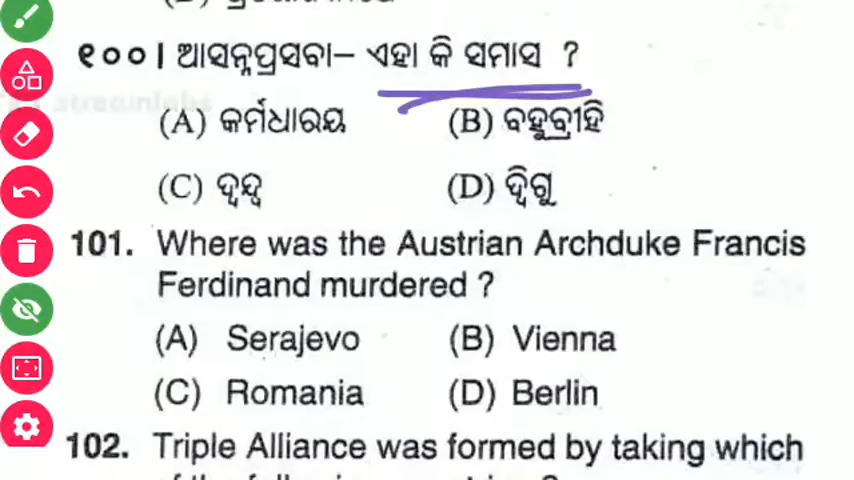 ୧୦୦। ଆସନ୍ନପ୍ରସବା– ଏହା କି ସମାସ ?
(A) କର୍ମଧାରୟ (B) ବହୁବ୍ରୀହି
(C) ଦ୍ୱନ୍ଦ୍ୱ (D) ଦ୍ୱିଗୁ
101. Where was the Austrian Archduke Francis
Ferdinand murdered ?
(A) Serajevo (B) Vienna
(C) Romania (D) Berlin
102. Triple Alliance was formed by taking which